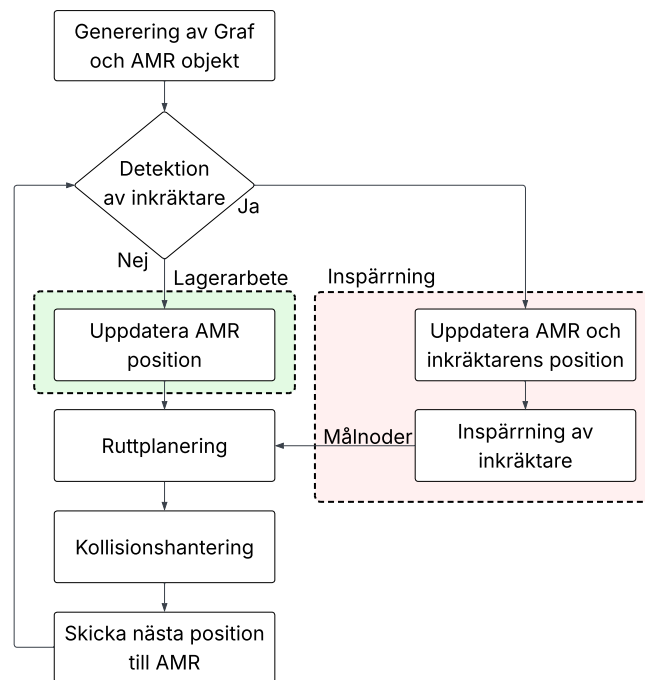 Generering av Graf
och AMR objekt
Detektion
av inkräktare
Ja
Nej
Lagerarbete
Inspärrning
Uppdatera AMR
position
Uppdatera AMR och
inkräktarens position
Ruttplanering
Målnoder
Inspärrning av
inkräktare
Kollisionshantering
Skicka nästa position
till AMR